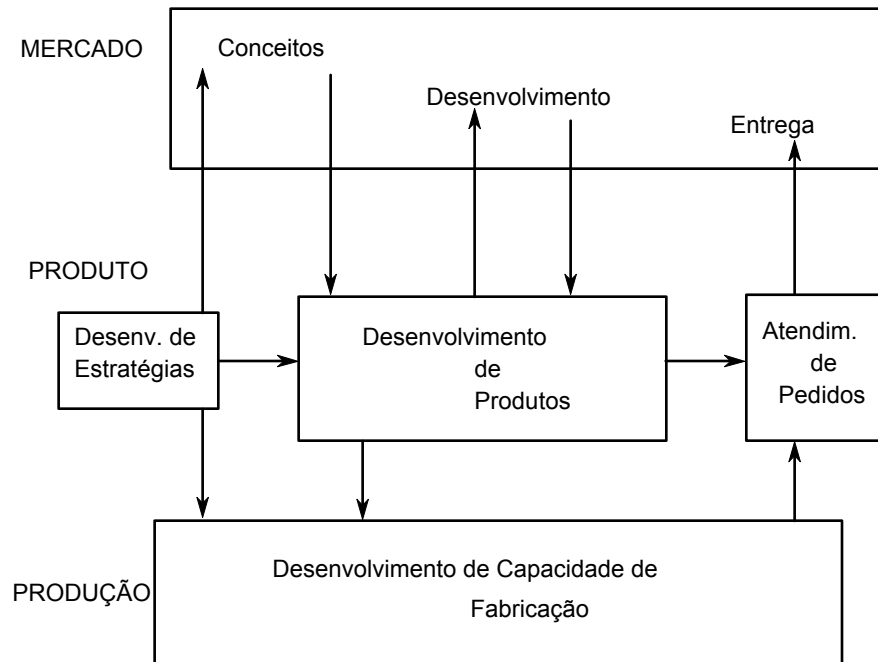 MERCADO
Conceitos
Desenvolvimento
Entrega
PRODUTO
Desenv. de
Estratégias
Desenvolvimento
de
Produtos
Atendim.
de
Pedidos
PRODUÇÃO
Desenvolvimento de Capacidade de
Fabricação